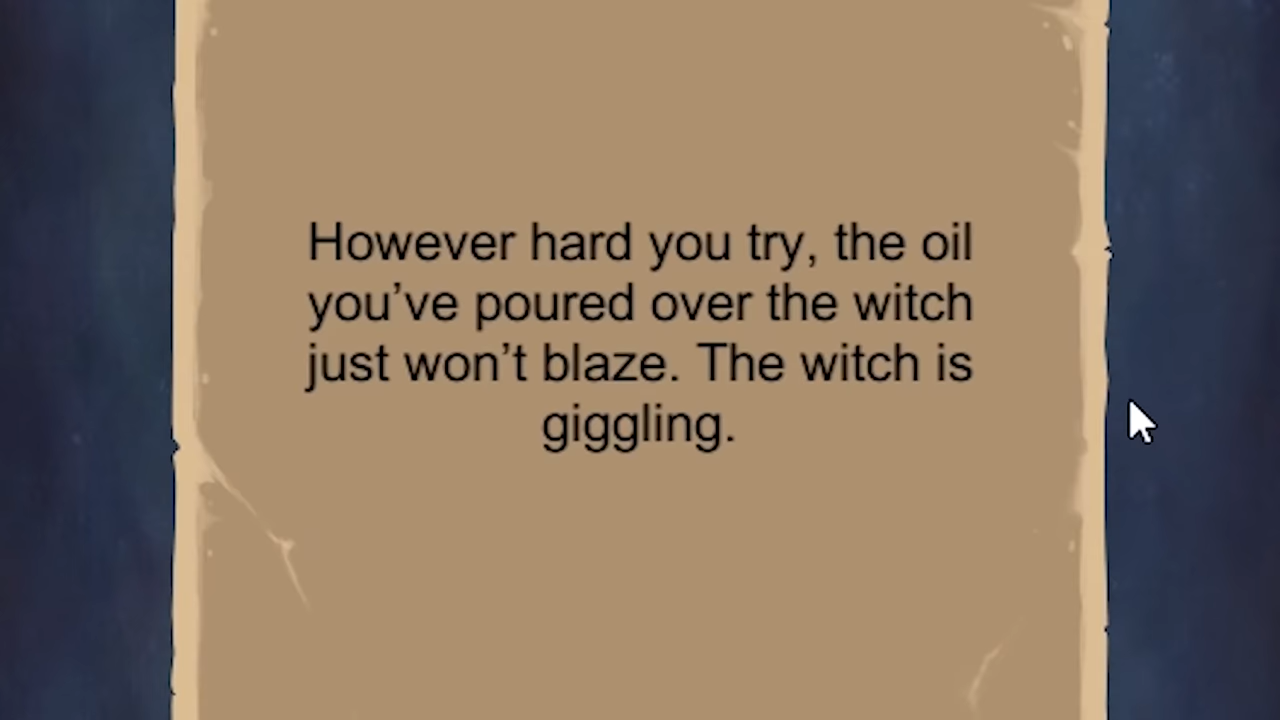 However hard you try, the oil
you’ve poured over the witch
just won’t blaze. The witch is
giggling.